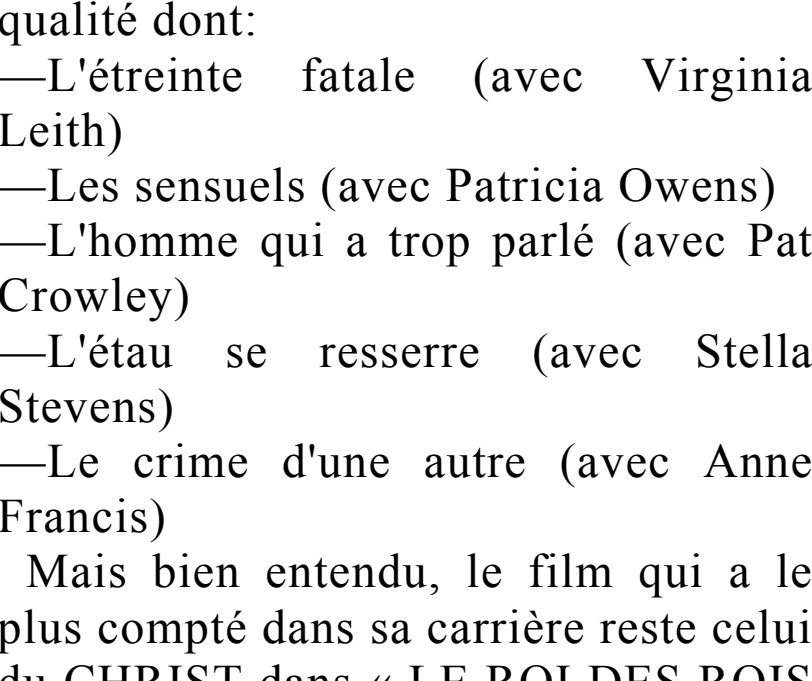 qualité dont:
—L'étreinte fatale (avec Virginia
Leith)
—Les sensuels (avec Patricia Owens)
—L'homme qui a trop parlé (avec Pat
Crowley)
—L'étau se resserre (avec Stella
Stevens)
—Le crime d'une autre (avec Anne
Francis)
Mais bien entendu, le film qui a le
plus compté dans sa carrière reste celui
du CHRIST dans « LE ROI DES ROIS